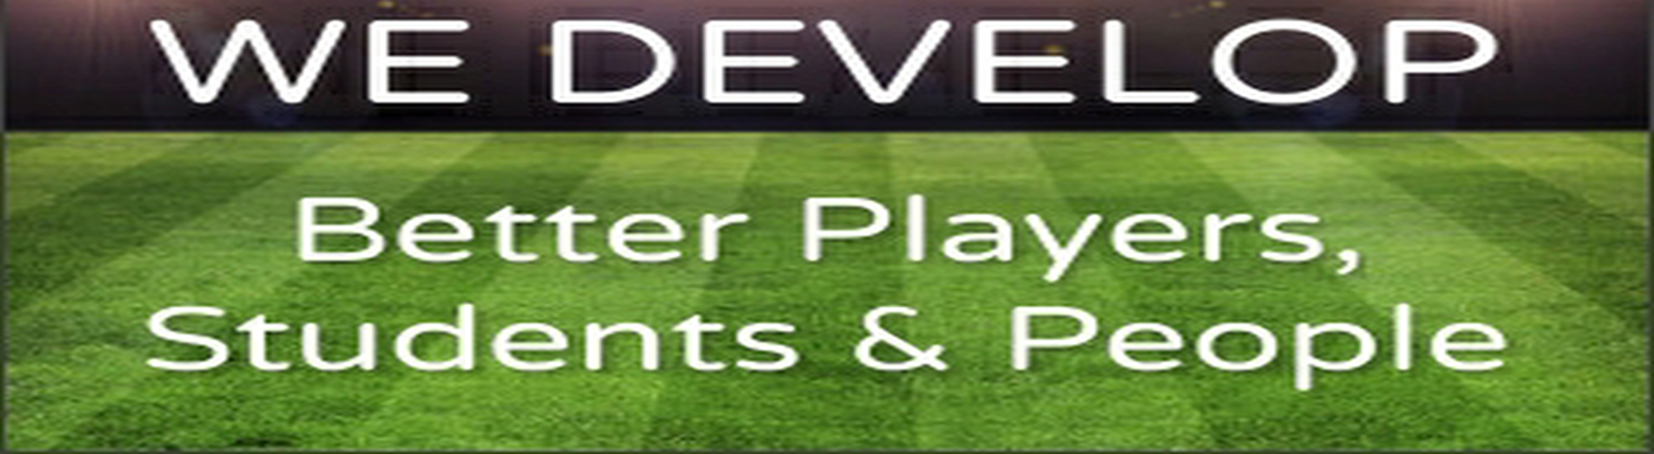 WE DEVELOP
Better Players,
Students & People